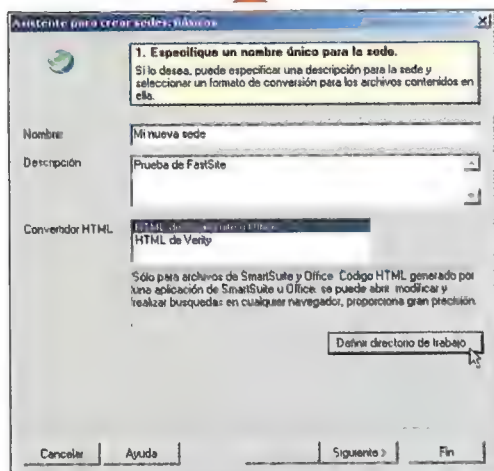 Asistente para crear sedes: básicos
1. Especifique un nombre único para la sede.
Si lo desea, puede especificar una descripción para la sede y
seleccionar un formato de conversión para los archivos contenidos en
ella.
Nombre:
Mi nueva sede
Descripción
Prueba de FastSite
Convertidor HTML
HTML de
HTML de Verity
Sólo para archivos de SmartSuite y Office. Código HTML generado por
una aplicación de SmartSuite u Office: se puede abrir, modificar y
realizar busquedas en cualquier navegador, proporciona gran precisión.
Definir directorio de trabajo
Cancelar
Ayuda
Siguiente >
Fin